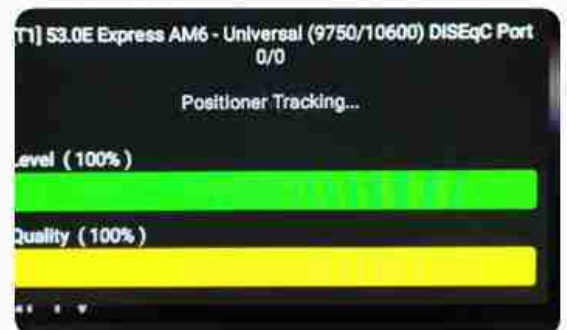 T1] 53.0E Express AM6 - Universal (9750/10600) DISEqC Port
0/0
Positioner Tracking...
Level (100%)
Quality (100%)